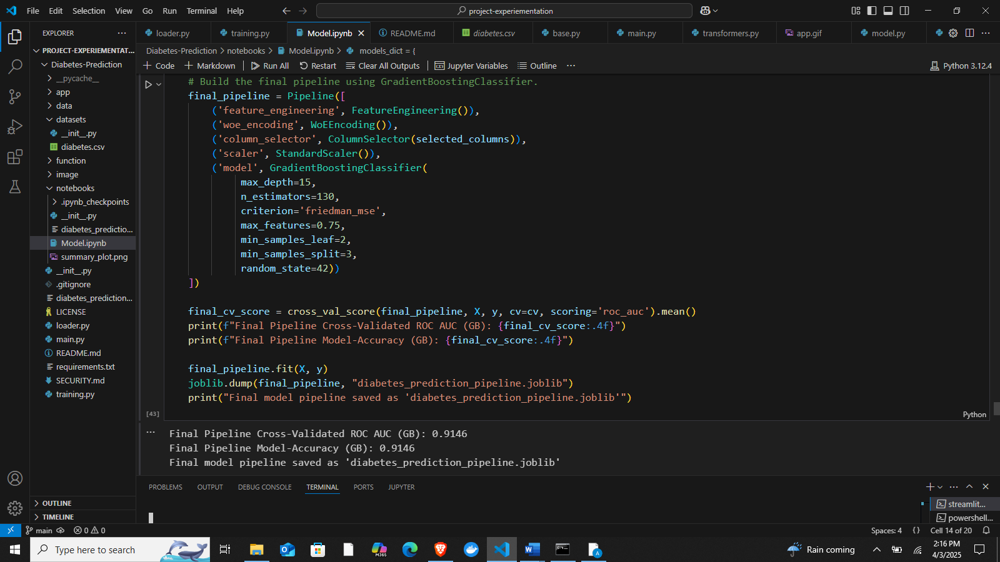 File Edit Selection View Go Run Terminal Help
project-experiementation
EXPLORER
loader.py training.py Model.ipynb README.md diabetes.csv base.py main.py transformers.py app.gif model.py
PROJECT-EXPERIEMENTAT...
Diabetes-Prediction > notebooks > Model.ipynb > models_dict = {
Diabetes-Prediction
Code Markdown Run All Restart Clear All Outputs Jupyter Variables Outline Python 3.12.4
__pycache__
app
data
datasets
__init__.py
diabetes.csv
function
image
notebooks
.ipynb_checkpoints
__init__.py
diabetes_predictio...
Model.ipynb
summary_plot.png
__init__.py
.gitignore
diabetes_prediction...
LICENSE
loader.py
main.py
README.md
requirements.txt
SECURITY.md
training.py
OUTLINE
TIMELINE
# Build the final pipeline using GradientBoostingClassifier.
final_pipeline = Pipeline([
('feature_engineering', FeatureEngineering()),
('woe_encoding', WoEEncoding()),
('column_selector', ColumnSelector(selected_columns)),
('scaler', StandardScaler()),
('model', GradientBoostingClassifier(
max_depth=15,
n_estimators=130,
criterion='friedman_mse',
max_features=0.75,
min_samples_leaf=2,
min_samples_split=3,
random_state=42))
])
final_cv_score = cross_val_score(final_pipeline, X, y, cv=cv, scoring='roc_auc').mean()
print(f"Final Pipeline Cross-Validated ROC AUC (GB): {final_cv_score:.4f}")
print(f"Final Pipeline Model-Accuracy (GB): {final_cv_score:.4f}")
final_pipeline.fit(X, y)
joblib.dump(final_pipeline, "diabetes_prediction_pipeline.joblib")
print("Final model pipeline saved as 'diabetes_prediction_pipeline.joblib'")
[43]
Python
Final Pipeline Cross-Validated ROC AUC (GB): 0.9146
Final Pipeline Model-Accuracy (GB): 0.9146
Final model pipeline saved as 'diabetes_prediction_pipeline.joblib'
PROBLEMS OUTPUT DEBUG CONSOLE TERMINAL PORTS JUPYTER
streamlit...
powershell...
main 0 0 Spaces: 4 {} Cell 14 of 20
Type here to search
M365
Rain coming
2:16 PM
4/3/2025